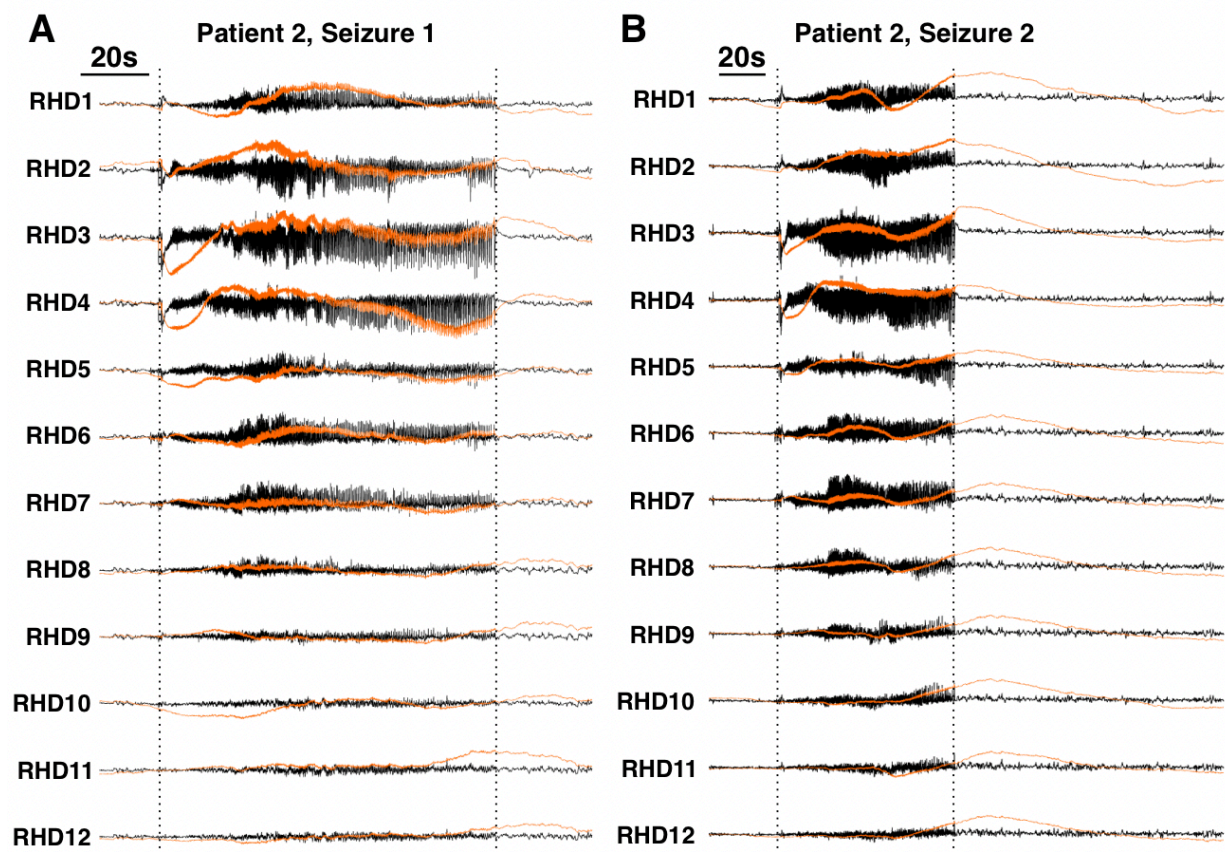 A
Patient 2, Seizure 1
20s
RHD1
RHD2
RHD3
RHD4
RHD5
RHD6
RHD7
RHD8
RHD9
RHD10
RHD11
RHD12
B
Patient 2, Seizure 2
20s
RHD1
RHD2
RHD3
RHD4
RHD5
RHD6
RHD7
RHD8
RHD9
RHD10
RHD11
RHD12